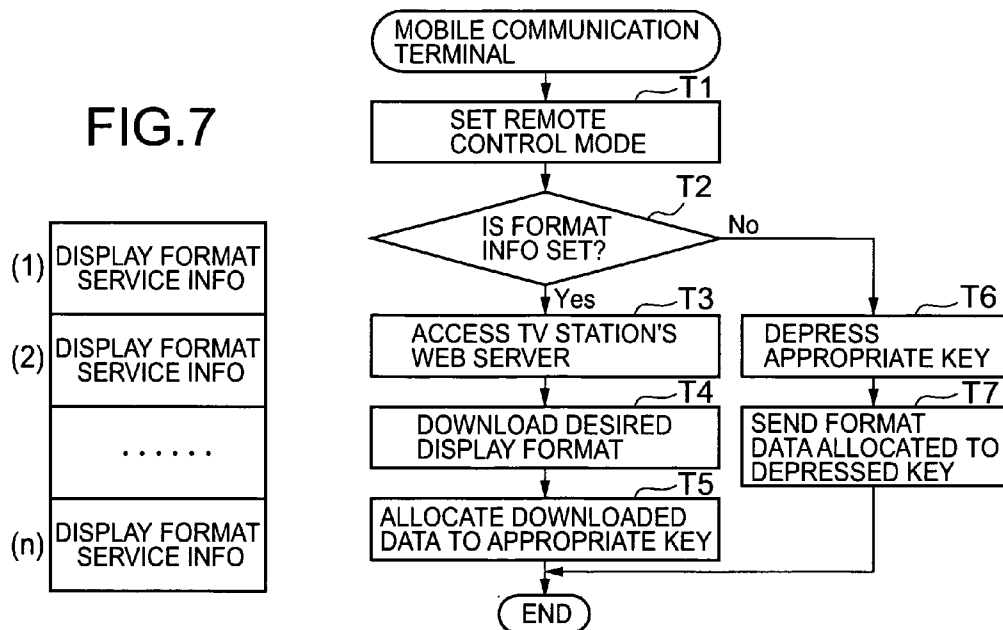 FIG.7
(1)
DISPLAY FORMAT
SERVICE INFO
(2)
DISPLAY FORMAT
SERVICE INFO
......
(n)
DISPLAY FORMAT
SERVICE INFO
MOBILE COMMUNICATION
TERMINAL
T1
SET REMOTE
CONTROL MODE
T2
IS FORMAT
INFO SET?
No
Yes
T3
ACCESS TV STATION'S
WEB SERVER
T4
DOWNLOAD DESIRED
DISPLAY FORMAT
T5
ALLOCATE DOWNLOADED
DATA TO APPROPRIATE KEY
T6
DEPRESS
APPROPRIATE KEY
T7
SEND FORMAT
DATA ALLOCATED TO
DEPRESSED KEY
END